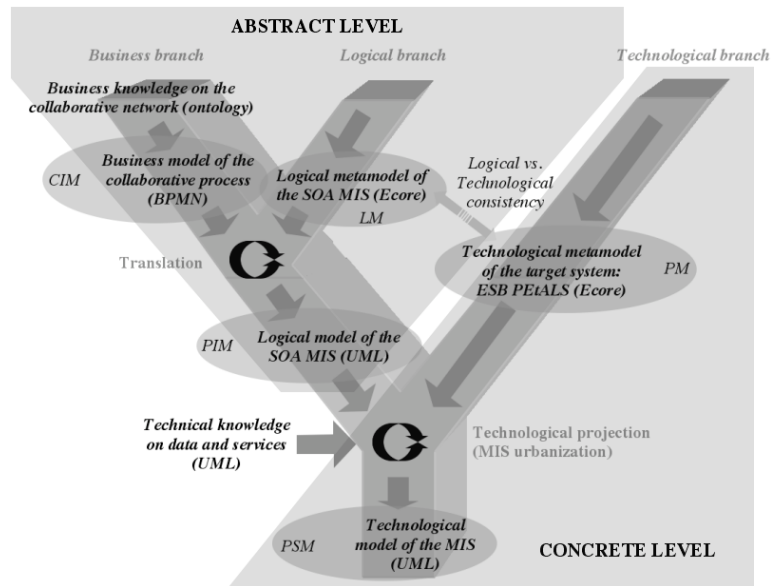 ABSTRACT LEVEL
Business branch
Logical branch
Technological branch
Business knowledge on the
collaborative network (ontology)
CIM
Business model of the
collaborative process
(BPMN)
Logical metamodel of
the SOA MIS (Ecore)
LM
Logical vs.
Technological
consistency
Technological metamodel
of the target system:
ESB PEtALS (Ecore)
PM
Translation
PIM
Logical model of the
SOA MIS (UML)
Technical knowledge
on data and services
(UML)
Technological projection
(MIS urbanization)
PSM
Technological
model of the MIS
(UML)
CONCRETE LEVEL